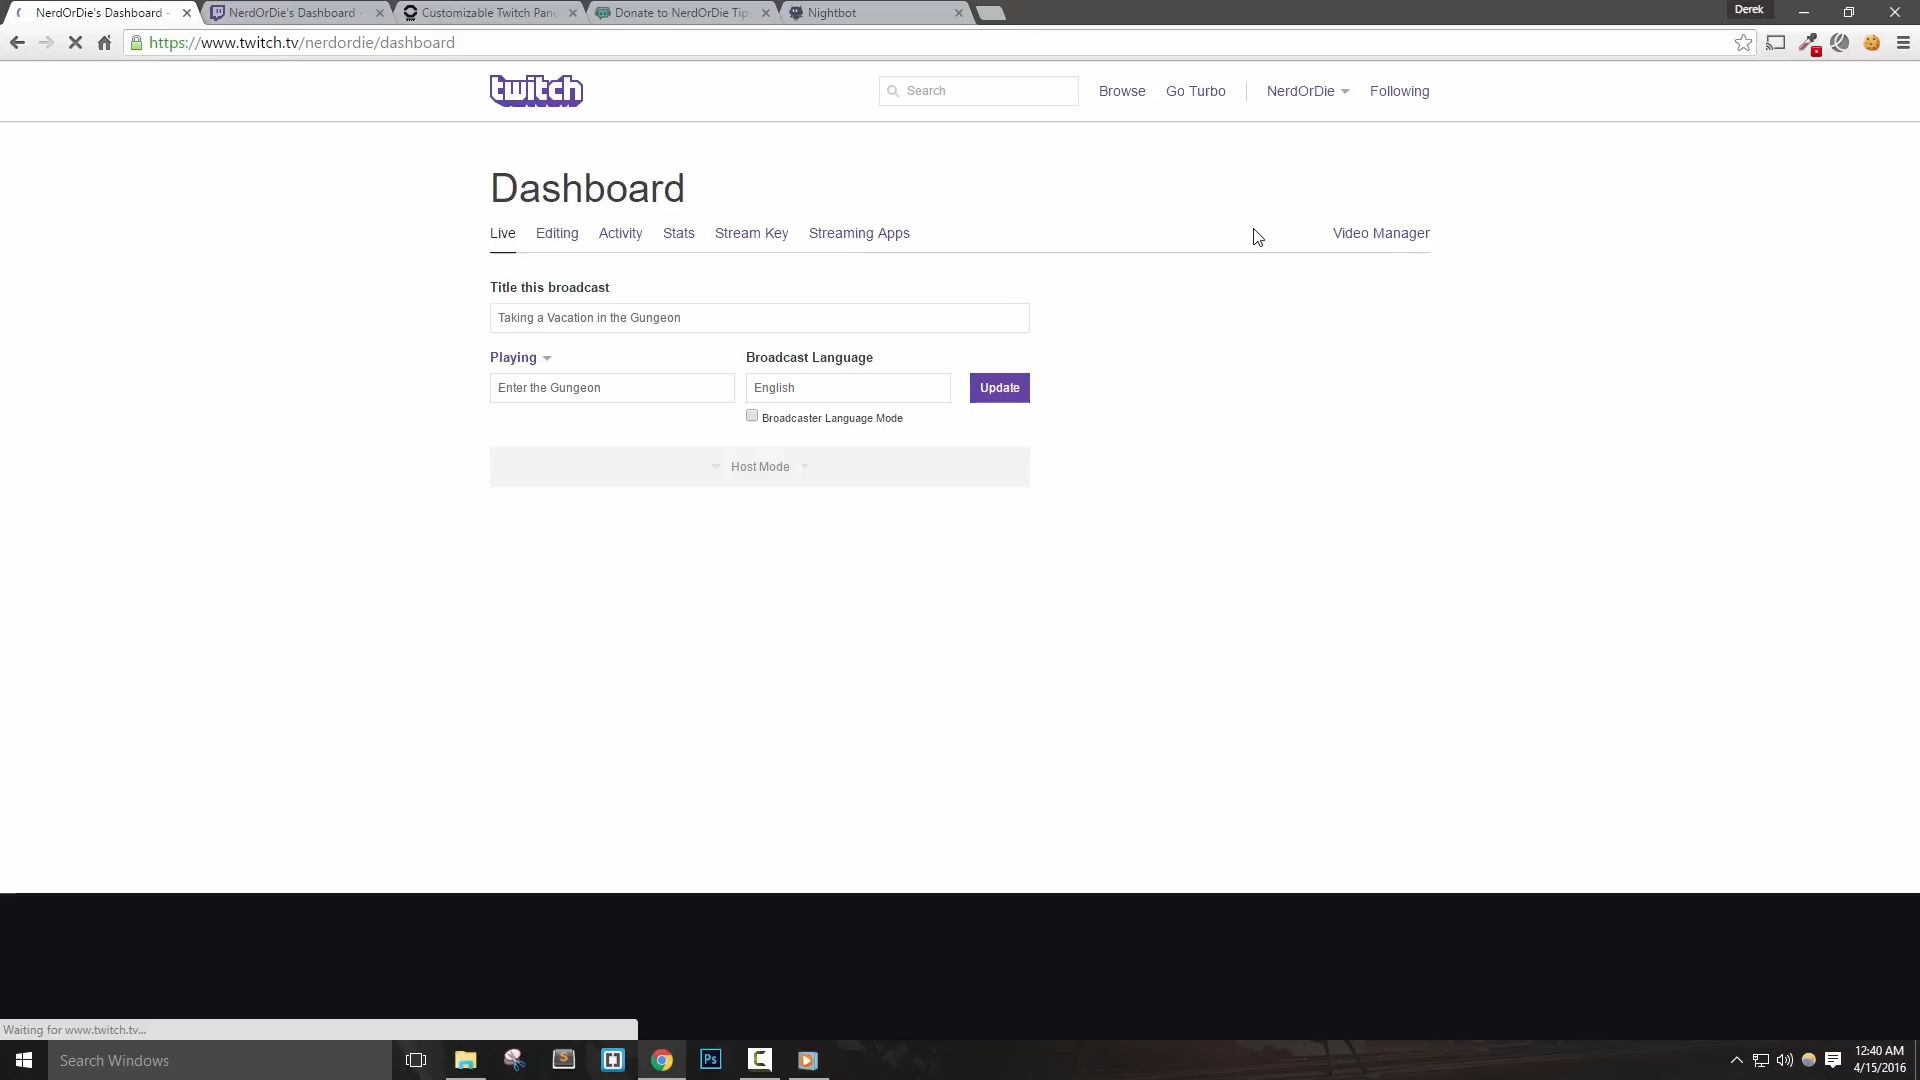 NerdOrDie's Dashboard -
NerdOrDie's Dashboard
Customizable Twitch Pane
Donate to NerdOrDie Tip
Nightbot
Derek
https://www.twitch.tv/nerdordie/dashboard
twitch
Search
Browse
Go Turbo
NerdOrDie
Following
Dashboard
Live
Editing
Activity
Stats
Stream Key
Streaming Apps
Video Manager
Title this broadcast
Taking a Vacation in the Gungeon
Playing
Broadcast Language
Enter the Gungeon
English
Update
Broadcaster Language Mode
Host Mode
Waiting for www.twitch.tv...
Search Windows
S
Ps
C
12:40 AM
4/15/2016